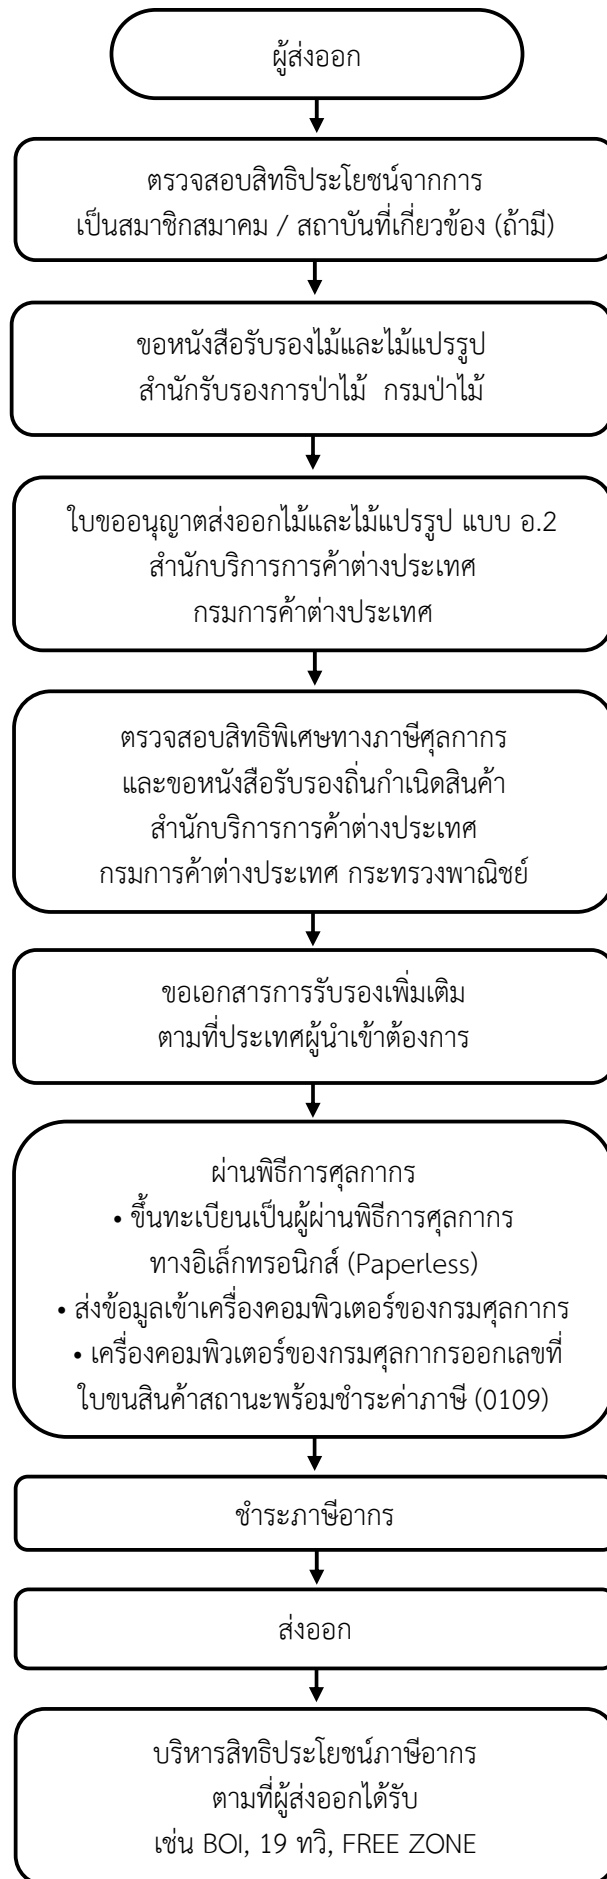 ผู้ส่งออก
ตรวจสอบสิทธิประโยชน์จากการ
เป็นสมาชิกสมาคม / สถาบันที่เกี่ยวข้อง (ถ้ามี)
ขอหนังสือรับรองไม้และไม้แปรรูป
สำนักรับรองการป่าไม้ กรมป่าไม้
ใบขออนุญาตส่งออกไม้และไม้แปรรูป แบบ อ.2
สำนักบริการการค้าต่างประเทศ
กรมการค้าต่างประเทศ
ตรวจสอบสิทธิพิเศษทางภาษีศุลกากร
และขอหนังสือรับรองถิ่นกำเนิดสินค้า
สำนักบริการการค้าต่างประเทศ
กรมการค้าต่างประเทศ กระทรวงพาณิชย์
ขอเอกสารการรับรองเพิ่มเติม
ตามที่ประเทศผู้นำเข้าต้องการ
ผ่านพิธีการศุลกากร
• ขึ้นทะเบียนเป็นผู้ผ่านพิธีการศุลกากร
ทางอิเล็กทรอนิกส์ (Paperless)
• ส่งข้อมูลเข้าเครื่องคอมพิวเตอร์ของกรมศุลกากร
• เครื่องคอมพิวเตอร์ของกรมศุลกากรออกเลขที่
ใบขนสินค้าสถานะพร้อมชำระค่าภาษี (0109)
ชำระภาษีอากร
ส่งออก
บริหารสิทธิประโยชน์ภาษีอากร
ตามที่ผู้ส่งออกได้รับ
เช่น BOI, 19 ทวิ, FREE ZONE